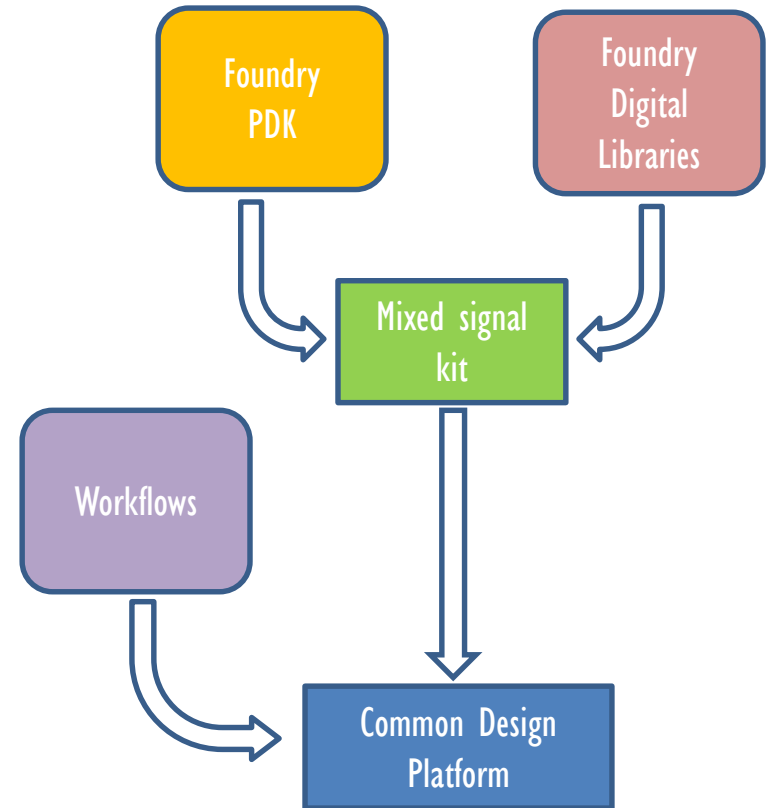 Foundry
PDK
Foundry
Digital
Libraries
Mixed signal
kit
Workflows
Common Design
Platform